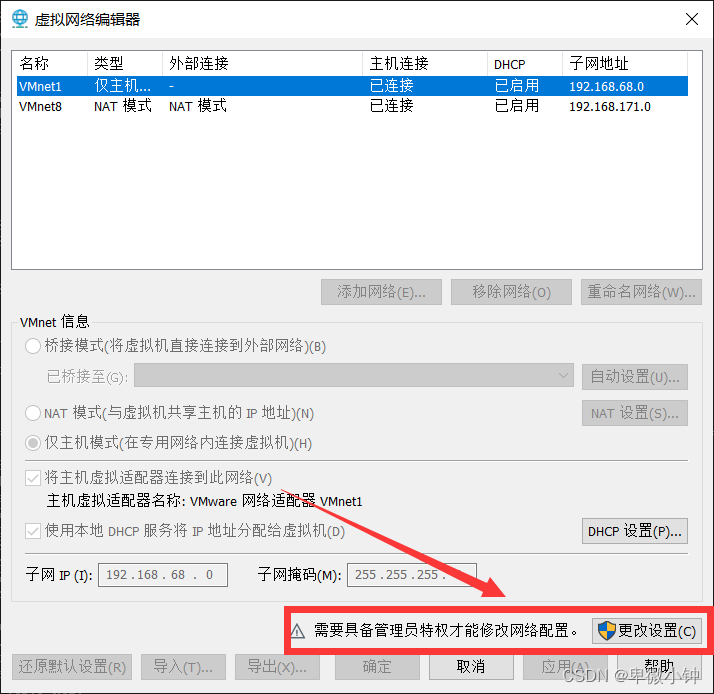 虚拟网络编辑器
名称 类型 外部连接 主机连接 DHCP 子网地址
VMnet1 仅主机... - 已连接 已启用 192.168.68.0
VMnet8 NAT 模式 NAT 模式 已连接 已启用 192.168.171.0
添加网络(E)... 移除网络(O) 重命名网络(W)...
VMnet 信息
桥接模式(将虚拟机直接连接到外部网络)(B)
已桥接至(G): 自动设置(U)...
NAT 模式(与虚拟机共享主机的 IP 地址)(N) NAT 设置(S)...
仅主机模式(在专用网络内连接虚拟机)(H)
将主机虚拟适配器连接到此网络(V)
主机虚拟适配器名称: VMware 网络适配器 VMnet1
使用本地 DHCP 服务将 IP 地址分配给虚拟机(D) DHCP 设置(P)...
子网 IP (I): 192 . 168 . 68 . 0 子网掩码(M): 255 . 255 . 255 .
需要具备管理员特权才能修改网络配置。 更改设置(C)
还原默认设置(R) 导入(T)... 导出(X)... 确定 取消 应用(A) 帮助
CSDN @卑微小钟